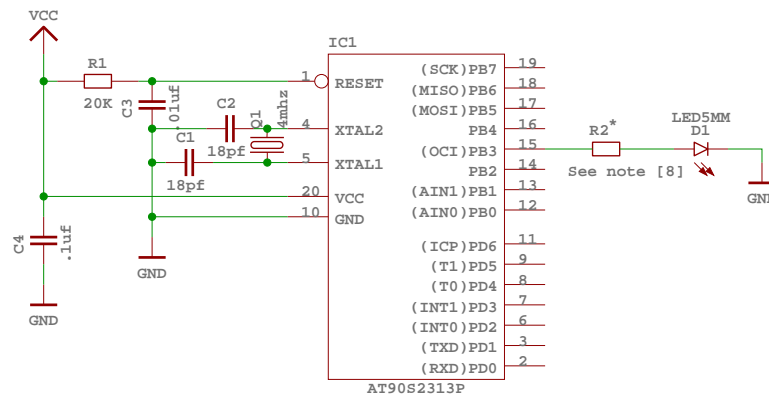 VCC
R1
20K
C3
.01uf
C2
18pf
C1
18pf
Q1
4mhz
C4
.1uf
GND
GND
IC1
1
RESET
4
XTAL2
5
XTAL1
20
VCC
10
GND
(SCK)PB7 19
(MISO)PB6 18
(MOSI)PB5 17
PB4 16
(OCI)PB3 15
PB2 14
(AIN1)PB1 13
(AIN0)PB0 12
(ICP)PD6 11
(T1)PD5 9
(T0)PD4 8
(INT1)PD3 7
(INT0)PD2 6
(TXD)PD1 3
(RXD)PD0 2
AT90S2313P
R2*
See note [8]
LED5MM
D1
GND